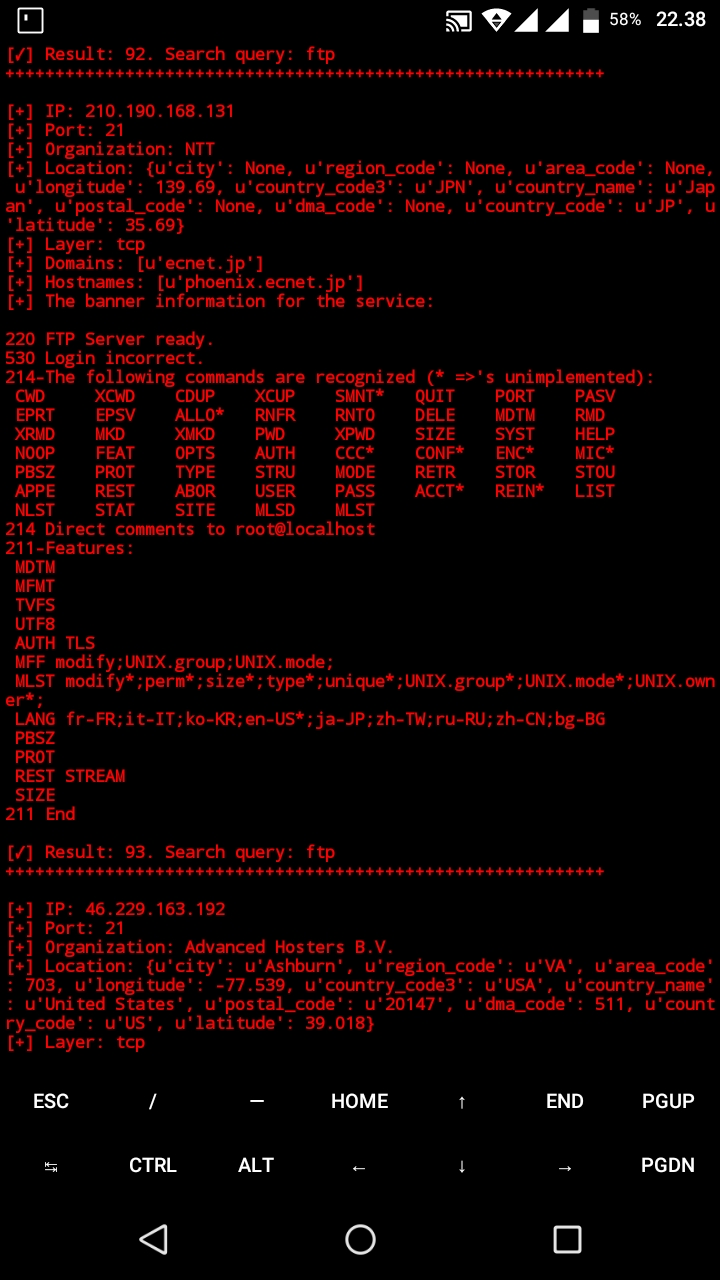 58% 22.38
[✓] Result: 92. Search query: ftp
++++++++++++++++++++++++++++++++++++++++++++++++++++++++++++
[+] IP: 210.190.168.131
[+] Port: 21
[+] Organization: NTT
[+] Location: {u'city': None, u'region_code': None, u'area_code': None,
 u'longitude': 139.69, u'country_code3': u'JPN', u'country_name': u'Jap
an', u'postal_code': None, u'dma_code': None, u'country_code': u'JP', u
'latitude': 35.69}
[+] Layer: tcp
[+] Domains: [u'ecnet.jp']
[+] Hostnames: [u'phoenix.ecnet.jp']
[+] The banner information for the service:
220 FTP Server ready.
530 Login incorrect.
214-The following commands are recognized (* =>'s unimplemented):
 CWD     XCWD    CDUP    XCUP    SMNT*   QUIT    PORT    PASV
 EPRT    EPSV    ALLO*   RNFR    RNTO    DELE    MDTM    RMD
 XRMD    MKD     XMKD    PWD     XPWD    SIZE    SYST    HELP
 NOOP    FEAT    OPTS    AUTH    CCC*    CONF*   ENC*    MIC*
 PBSZ    PROT    TYPE    STRU    MODE    RETR    STOR    STOU
 APPE    REST    ABOR    USER    PASS    ACCT*   REIN*   LIST
 NLST    STAT    SITE    MLSD    MLST
214 Direct comments to root@localhost
211-Features:
 MDTM
 MFMT
 TVFS
 UTF8
 AUTH TLS
 MFF modify;UNIX.group;UNIX.mode;
 MLST modify*;perm*;size*;type*;unique*;UNIX.group*;UNIX.mode*;UNIX.own
er*;
 LANG fr-FR;it-IT;ko-KR;en-US*;ja-JP;zh-TW;ru-RU;zh-CN;bg-BG
 PBSZ
 PROT
 REST STREAM
 SIZE
211 End
[✓] Result: 93. Search query: ftp
++++++++++++++++++++++++++++++++++++++++++++++++++++++++++++
[+] IP: 46.229.163.192
[+] Port: 21
[+] Organization: Advanced Hosters B.V.
[+] Location: {u'city': u'Ashburn', u'region_code': u'VA', u'area_code'
: 703, u'longitude': -77.539, u'country_code3': u'USA', u'country_name'
: u'United States', u'postal_code': u'20147', u'dma_code': 511, u'count
ry_code': u'US', u'latitude': 39.018}
[+] Layer: tcp
ESC / — HOME ↑ END PGUP
↹ CTRL ALT ← ↓ → PGDN